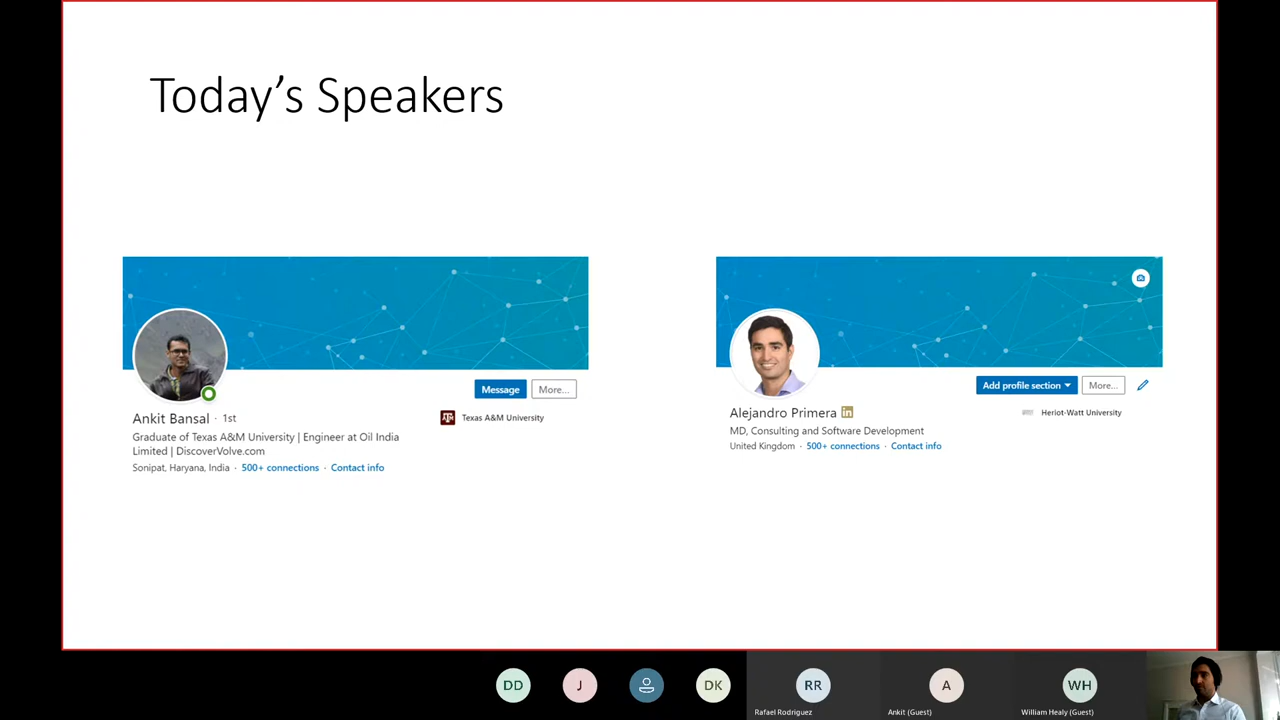 Today's Speakers
Message
More...
Ankit Bansal · 1st
Texas A&M University
Graduate of Texas A&M University | Engineer at Oil India
Limited | DiscoverVolve.com
Sonipat, Haryana, India · 500+ connections · Contact info
Add profile section
More...
Alejandro Primera in
Heriot-Watt University
MD, Consulting and Software Development
United Kingdom · 500+ connections · Contact info
DD
J
DK
RR
Rafael Rodriguez
A
Ankit (Guest)
WH
William Healy (Guest)